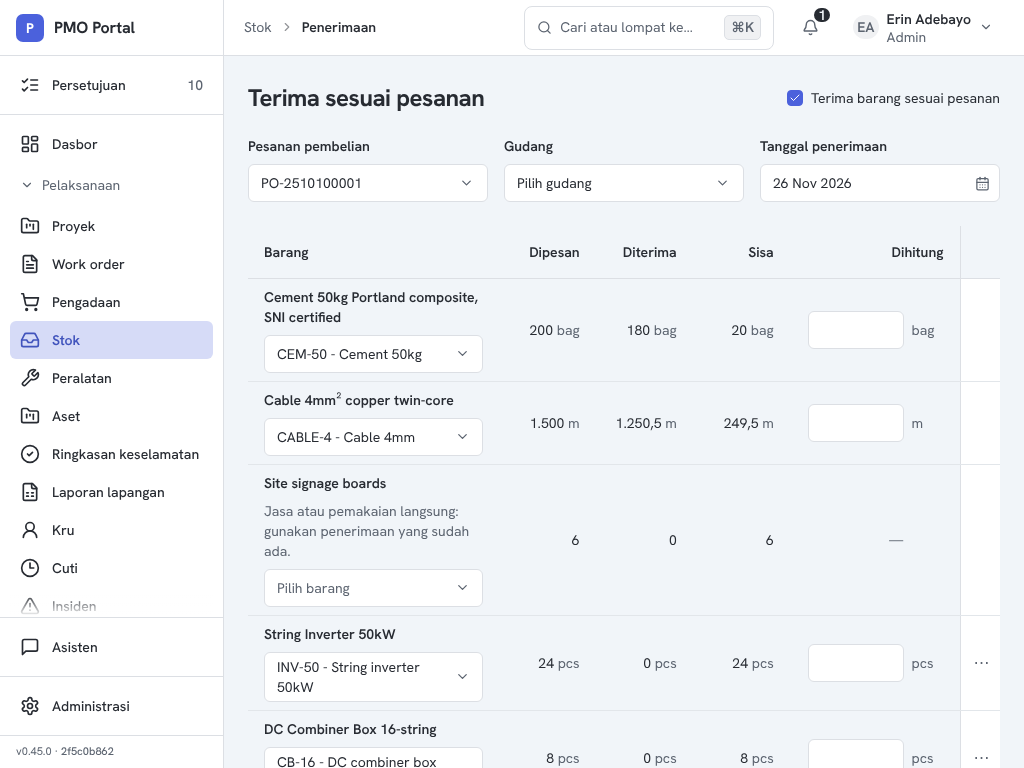 P PMO Portal
Stok > Penerimaan
Cari atau lompat ke… ⌘K
1
EA
Erin Adebayo
Admin
Persetujuan 10
Dasbor
Pelaksanaan
Proyek
Work order
Pengadaan
Stok
Peralatan
Aset
Ringkasan keselamatan
Laporan lapangan
Kru
Cuti
Insiden
Asisten
Administrasi
v0.45.0 · 2f5c0b862
Terima sesuai pesanan
Terima barang sesuai pesanan
Pesanan pembelian
PO-2510100001
Gudang
Pilih gudang
Tanggal penerimaan
26 Nov 2026
Barang Dipesan Diterima Sisa Dihitung
Cement 50kg Portland composite,
SNI certified
CEM-50 - Cement 50kg
200 bag 180 bag 20 bag bag
Cable 4mm² copper twin-core
CABLE-4 - Cable 4mm
1.500 m 1.250,5 m 249,5 m m
Site signage boards
Jasa atau pemakaian langsung:
gunakan penerimaan yang sudah
ada.
Pilih barang
6 0 6 —
String Inverter 50kW
INV-50 - String inverter
50kW
24 pcs 0 pcs 24 pcs pcs ⋯
DC Combiner Box 16-string
CB-16 - DC combiner box
8 pcs 0 pcs 8 pcs pcs ⋯